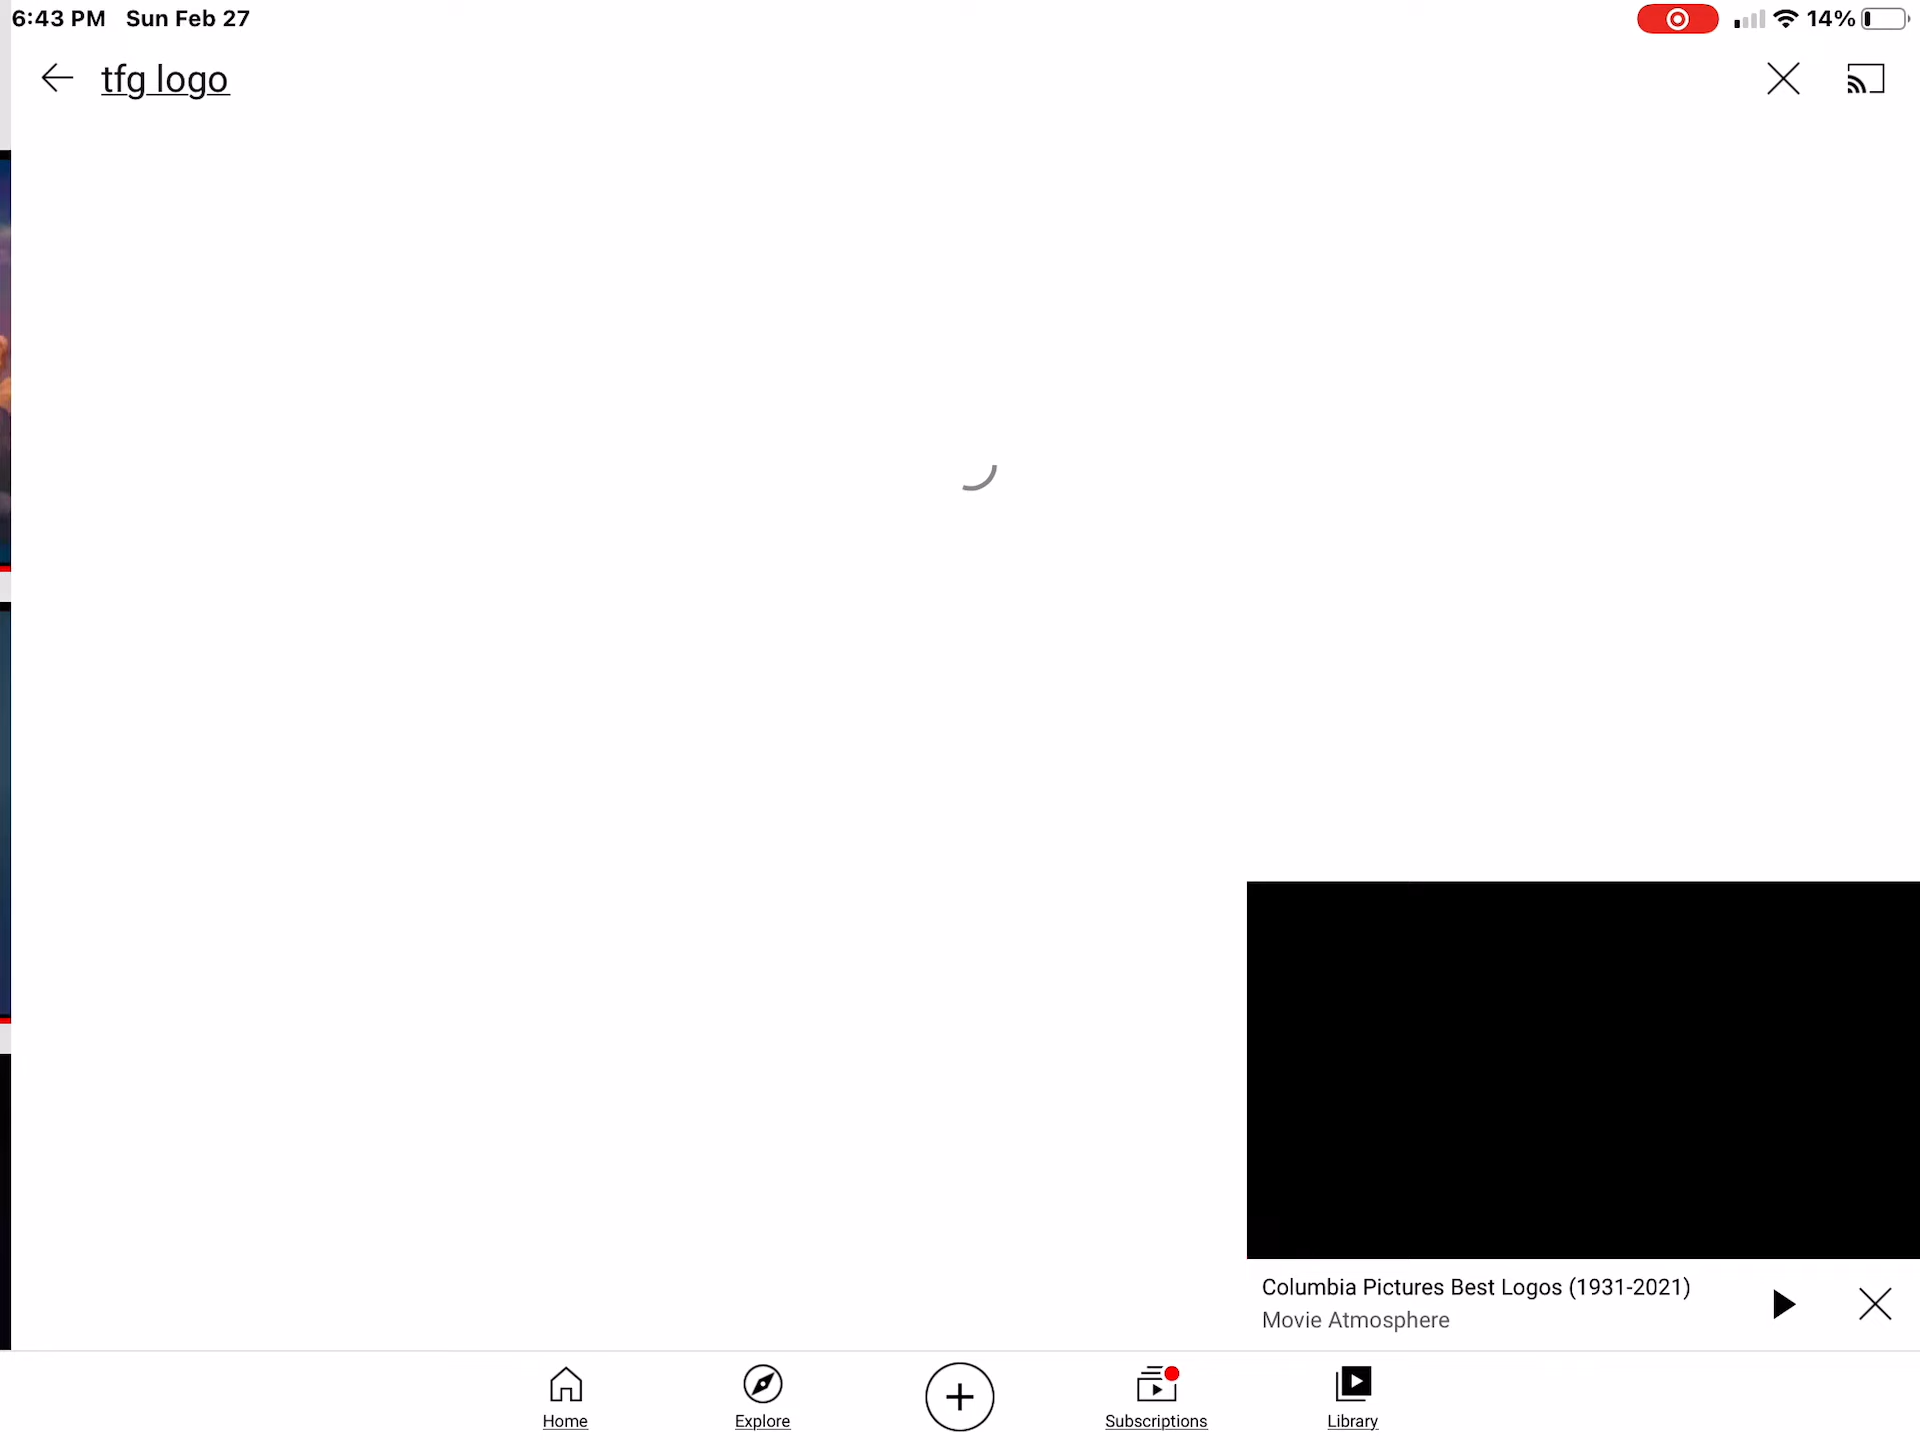 6:43 PM Sun Feb 27 14%
tfg logo
Columbia Pictures Best Logos (1931-2021)
Movie Atmosphere
Home Explore Subscriptions Library